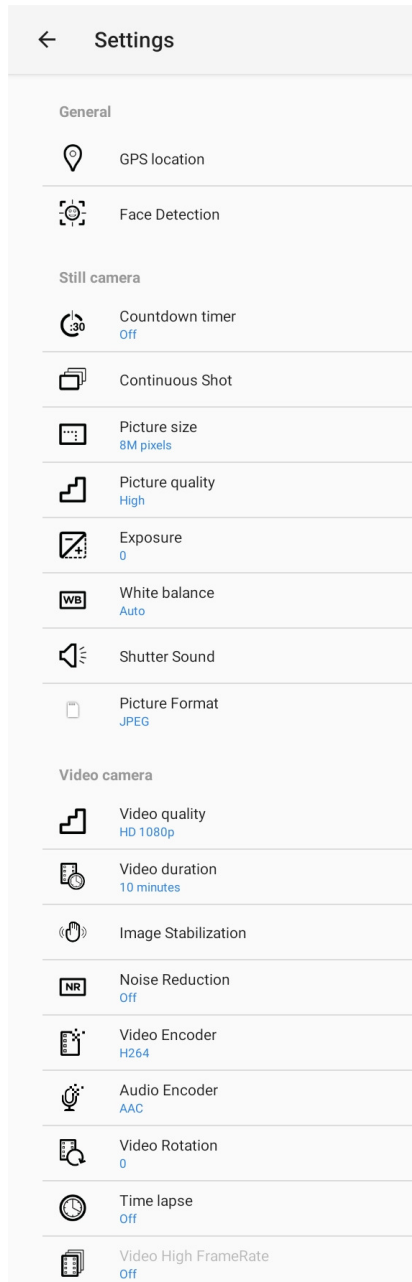 Settings
General
GPS location
Face Detection
Still camera
:30
Countdown timer
Off
Continuous Shot
Picture size
8M pixels
Picture quality
High
Exposure
0
WB
White balance
Auto
Shutter Sound
Picture Format
JPEG
Video camera
Video quality
HD 1080p
Video duration
10 minutes
Image Stabilization
NR
Noise Reduction
Off
Video Encoder
H264
Audio Encoder
AAC
Video Rotation
0
Time lapse
Off
Video High FrameRate
Off